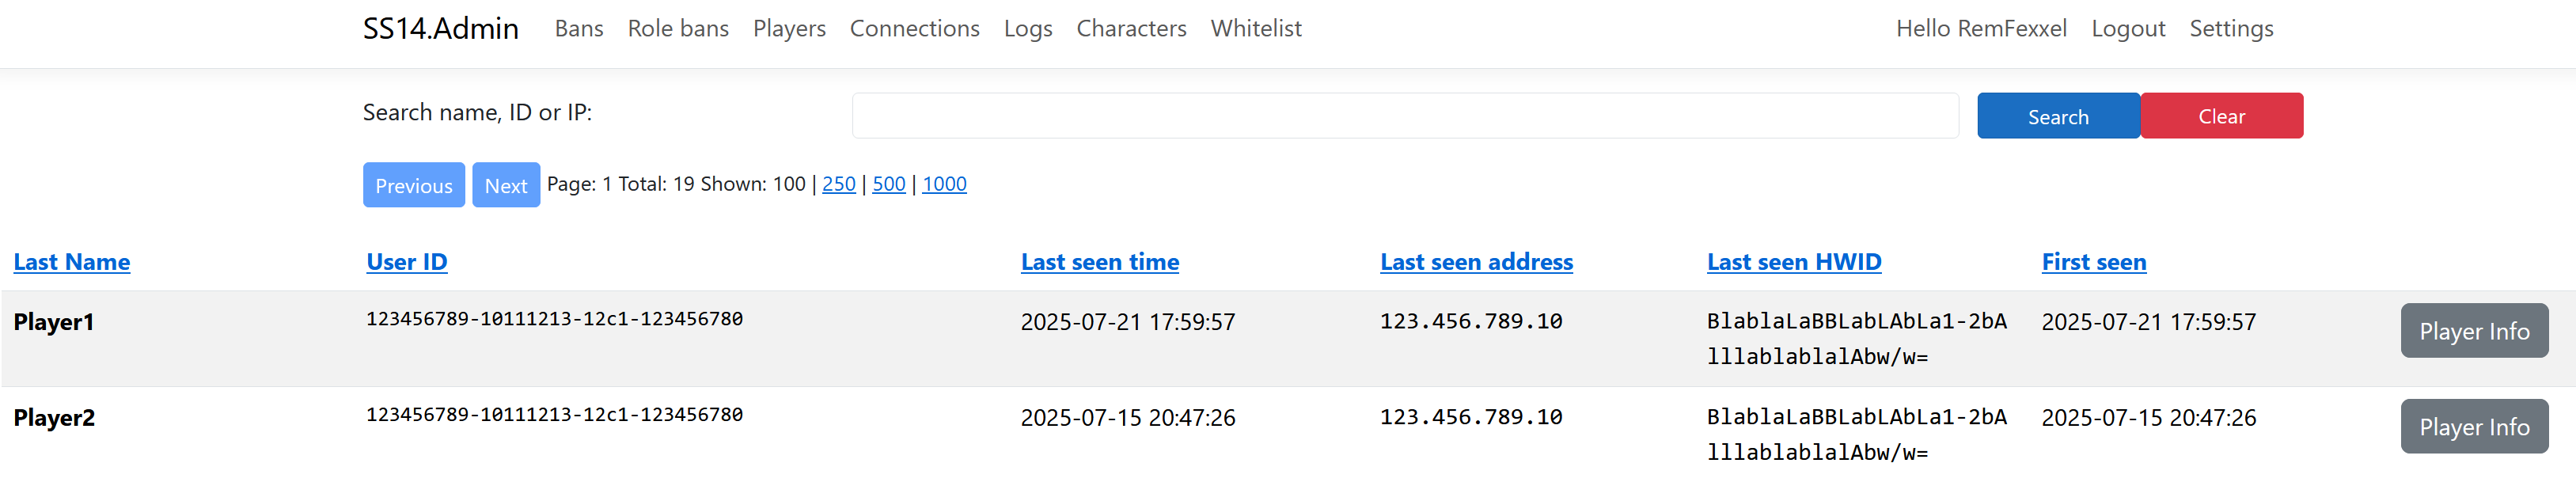 SS14.Admin Bans Role bans Players Connections Logs Characters Whitelist Hello RemFexxel Logout Settings
Search name, ID or IP: Search Clear
Previous Next Page: 1 Total: 19 Shown: 100 | 250 | 500 | 1000
Last Name User ID Last seen time Last seen address Last seen HWID First seen
Player1 123456789-10111213-12c1-123456780 2025-07-21 17:59:57 123.456.789.10 BlablaLaBBLabLAbLa1-2bA 2025-07-21 17:59:57 Player Info
lllablablalAbw/w=
Player2 123456789-10111213-12c1-123456780 2025-07-15 20:47:26 123.456.789.10 BlablaLaBBLabLAbLa1-2bA 2025-07-15 20:47:26 Player Info
lllablablalAbw/w=